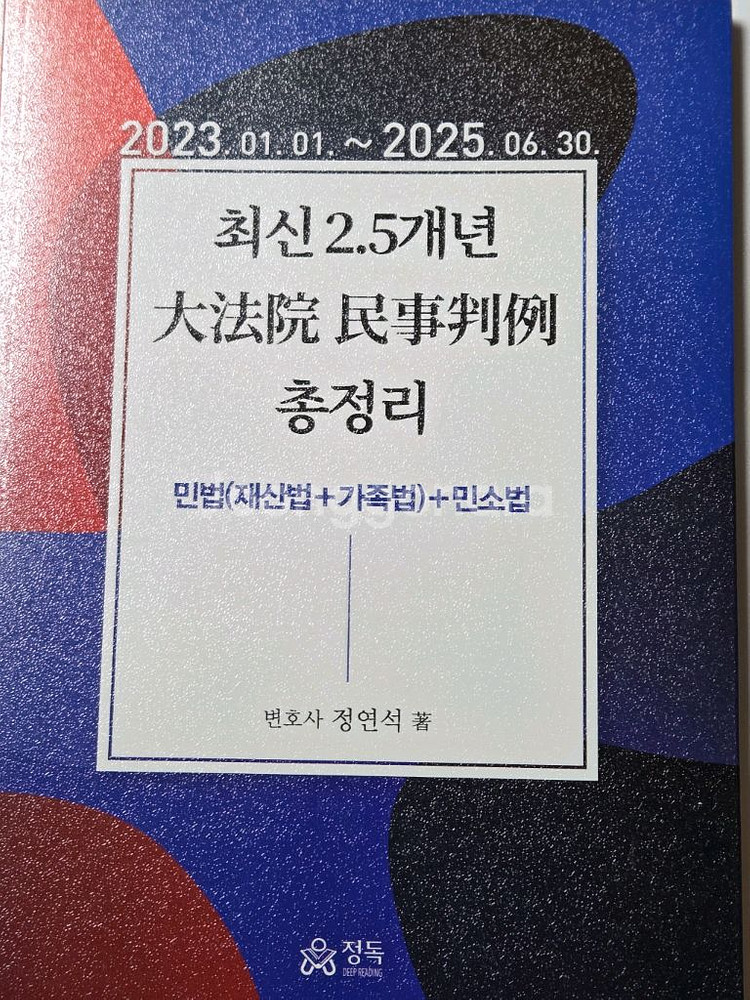 2023. 01. 01. ~ 2025. 06. 30.
최신 2.5개년
大法院 民事判例
총정리
민법(재산법+가족법)+민소법
변호사 정연석 著
정독
DEEP READING